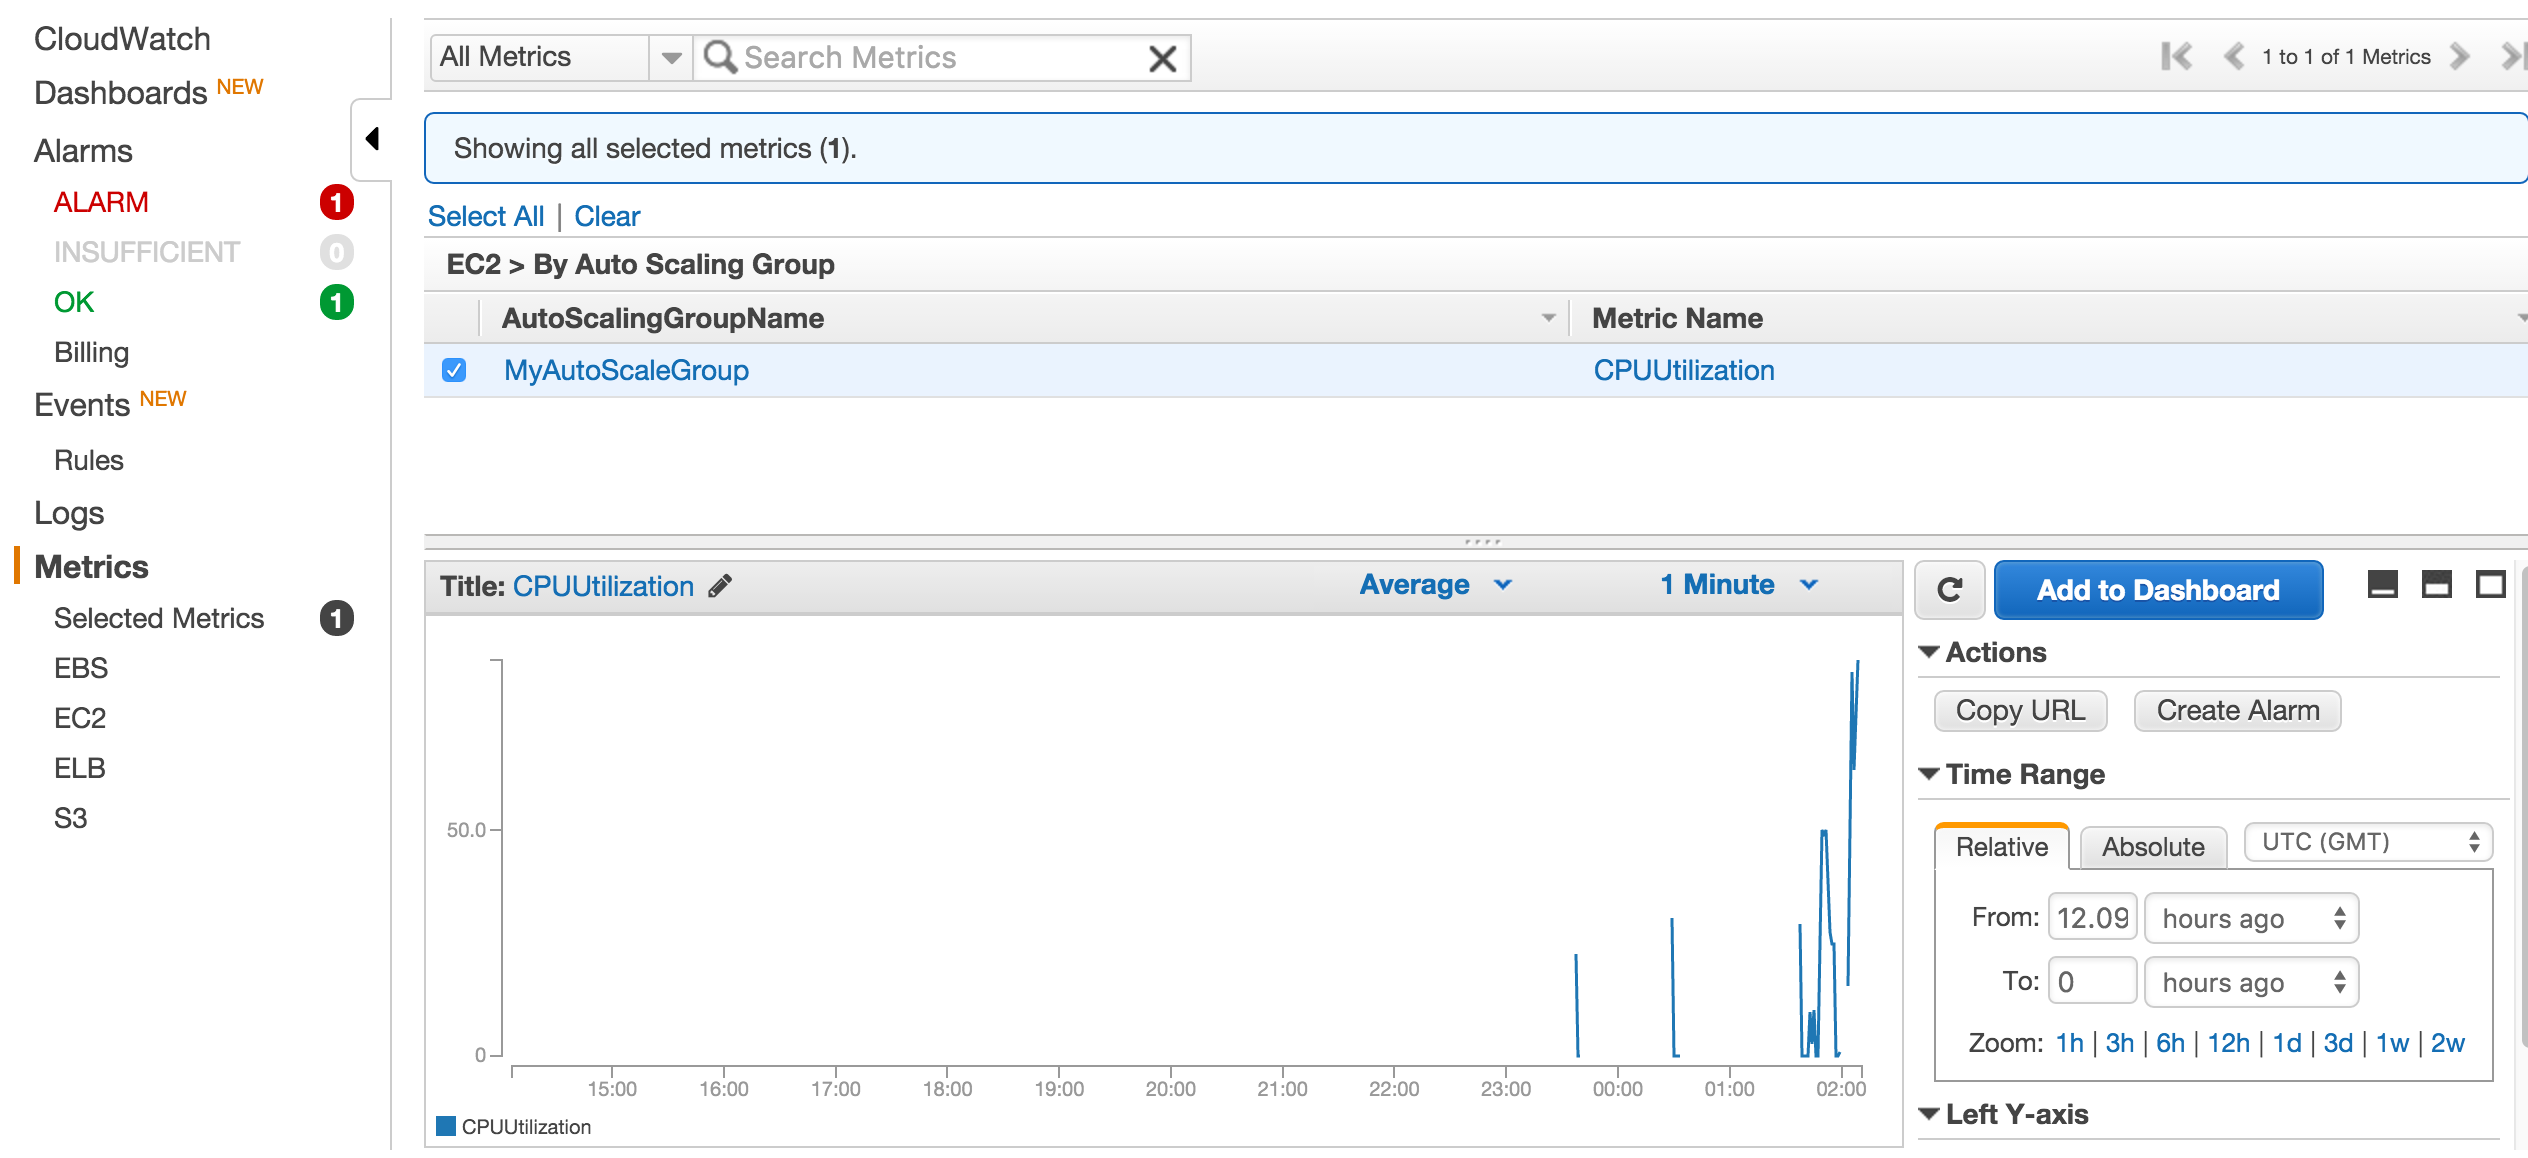 CloudWatch
Dashboards NEW
Alarms
ALARM 1
INSUFFICIENT 0
OK 1
Billing
Events NEW
Rules
Logs
Metrics
Selected Metrics 1
EBS
EC2
ELB
S3
All Metrics Search Metrics 1 to 1 of 1 Metrics
Showing all selected metrics (1).
Select All | Clear
EC2 > By Auto Scaling Group
AutoScalingGroupName Metric Name
MyAutoScaleGroup CPUUtilization
Title: CPUUtilization Average 1 Minute
50.0
0
15:00 16:00 17:00 18:00 19:00 20:00 21:00 22:00 23:00 00:00 01:00 02:00
CPUUtilization
Add to Dashboard
Actions
Copy URL Create Alarm
Time Range
Relative Absolute UTC (GMT)
From: 12.09 hours ago
To: 0 hours ago
Zoom: 1h | 3h | 6h | 12h | 1d | 3d | 1w | 2w
Left Y-axis